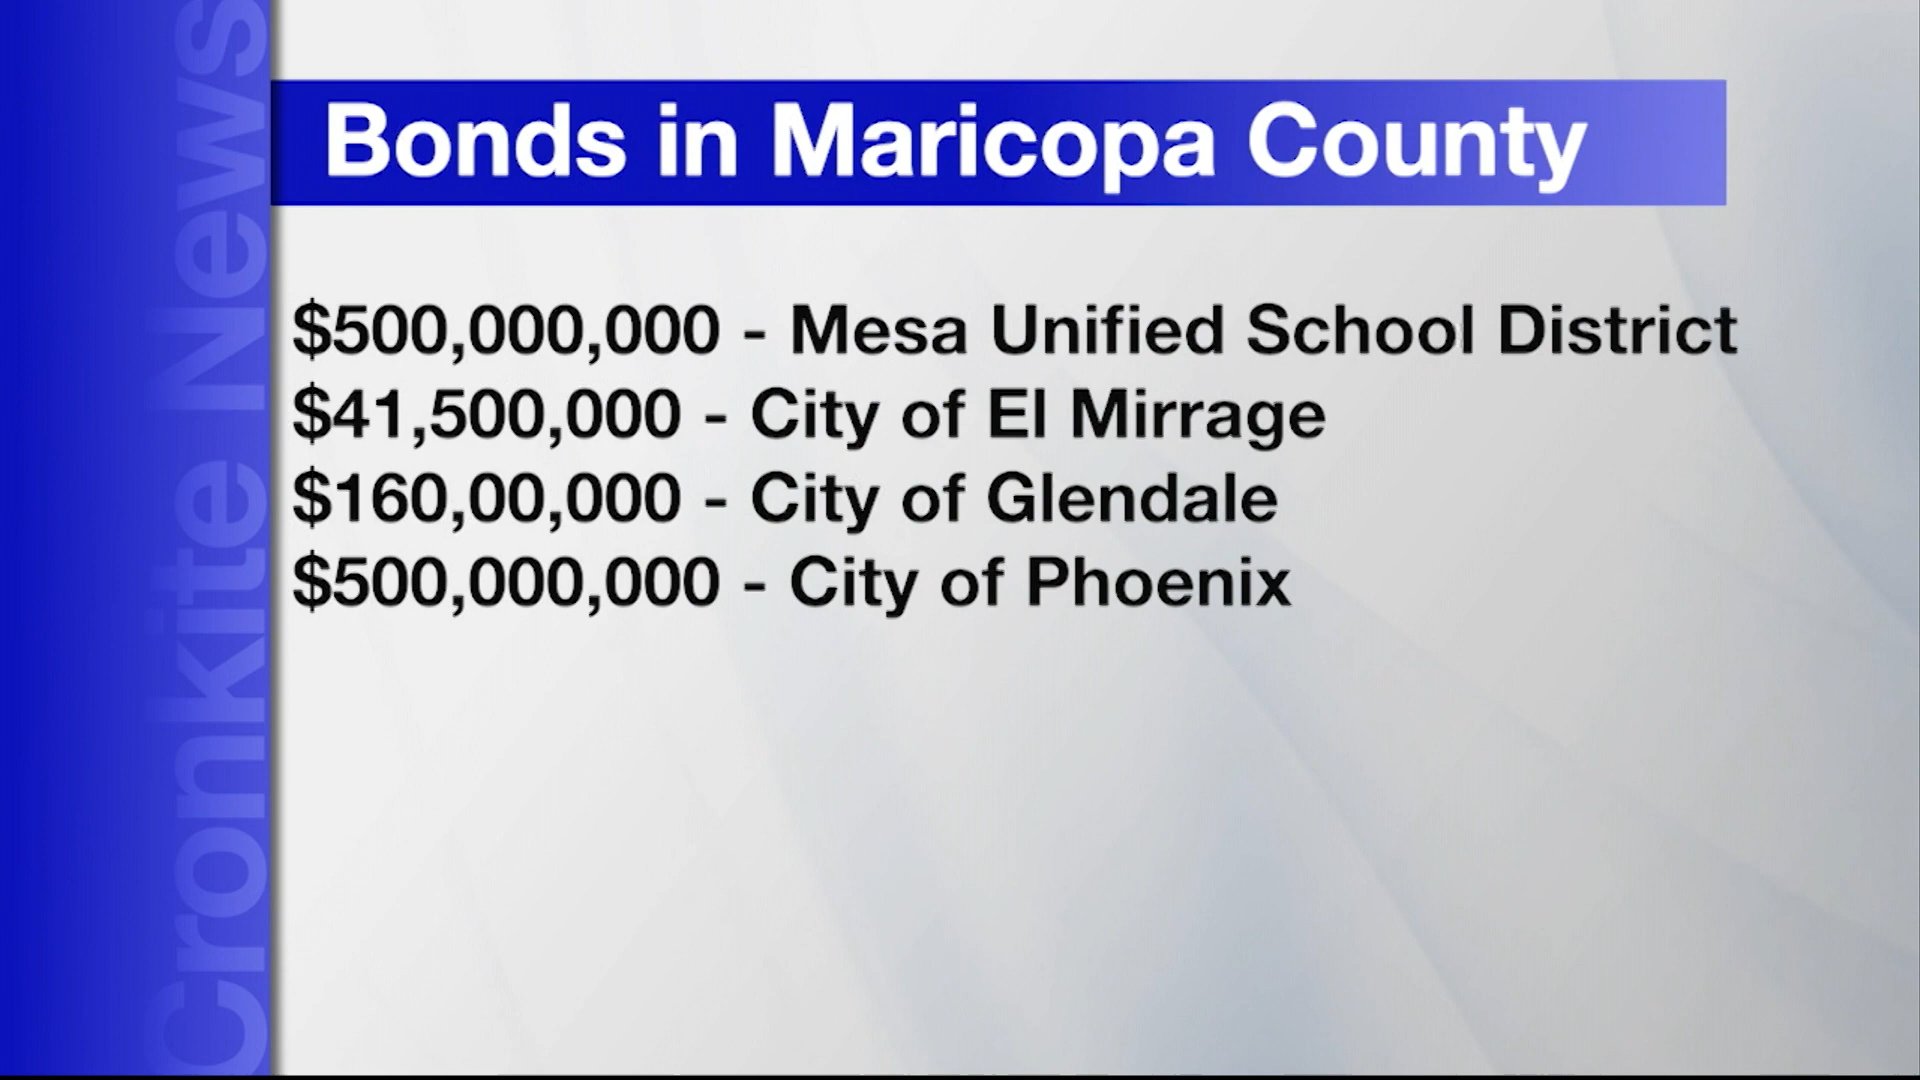 Cronkite News
Bonds in Maricopa County
$500,000,000 - Mesa Unified School District
$41,500,000 - City of El Mirrage
$160,00,000 - City of Glendale
$500,000,000 - City of Phoenix